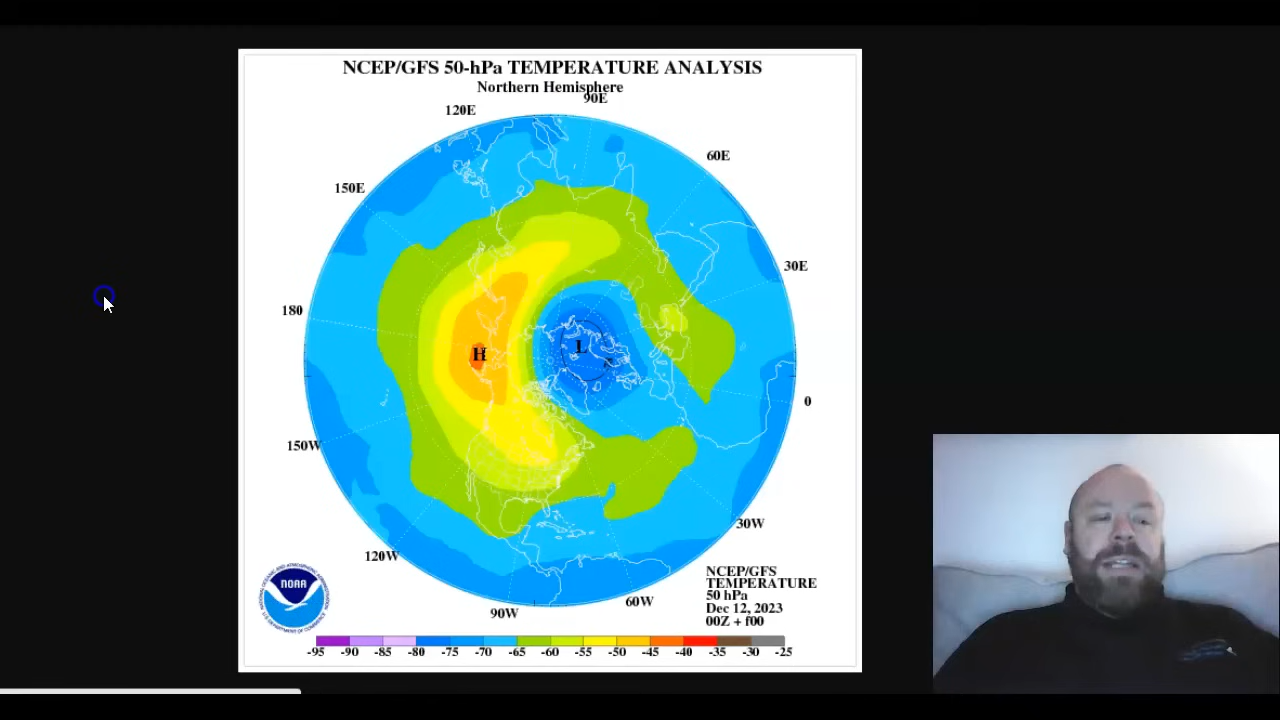 NCEP/GFS 50-hPa TEMPERATURE ANALYSIS
Northern Hemisphere
90E
120E
60E
150E
30E
180
H
L
0
150W
30W
120W
60W
90W
NOAA
NCEP/GFS
TEMPERATURE
50 hPa
Dec 12, 2023
00Z + f00
-95 -90 -85 -80 -75 -70 -65 -60 -55 -50 -45 -40 -35 -30 -25